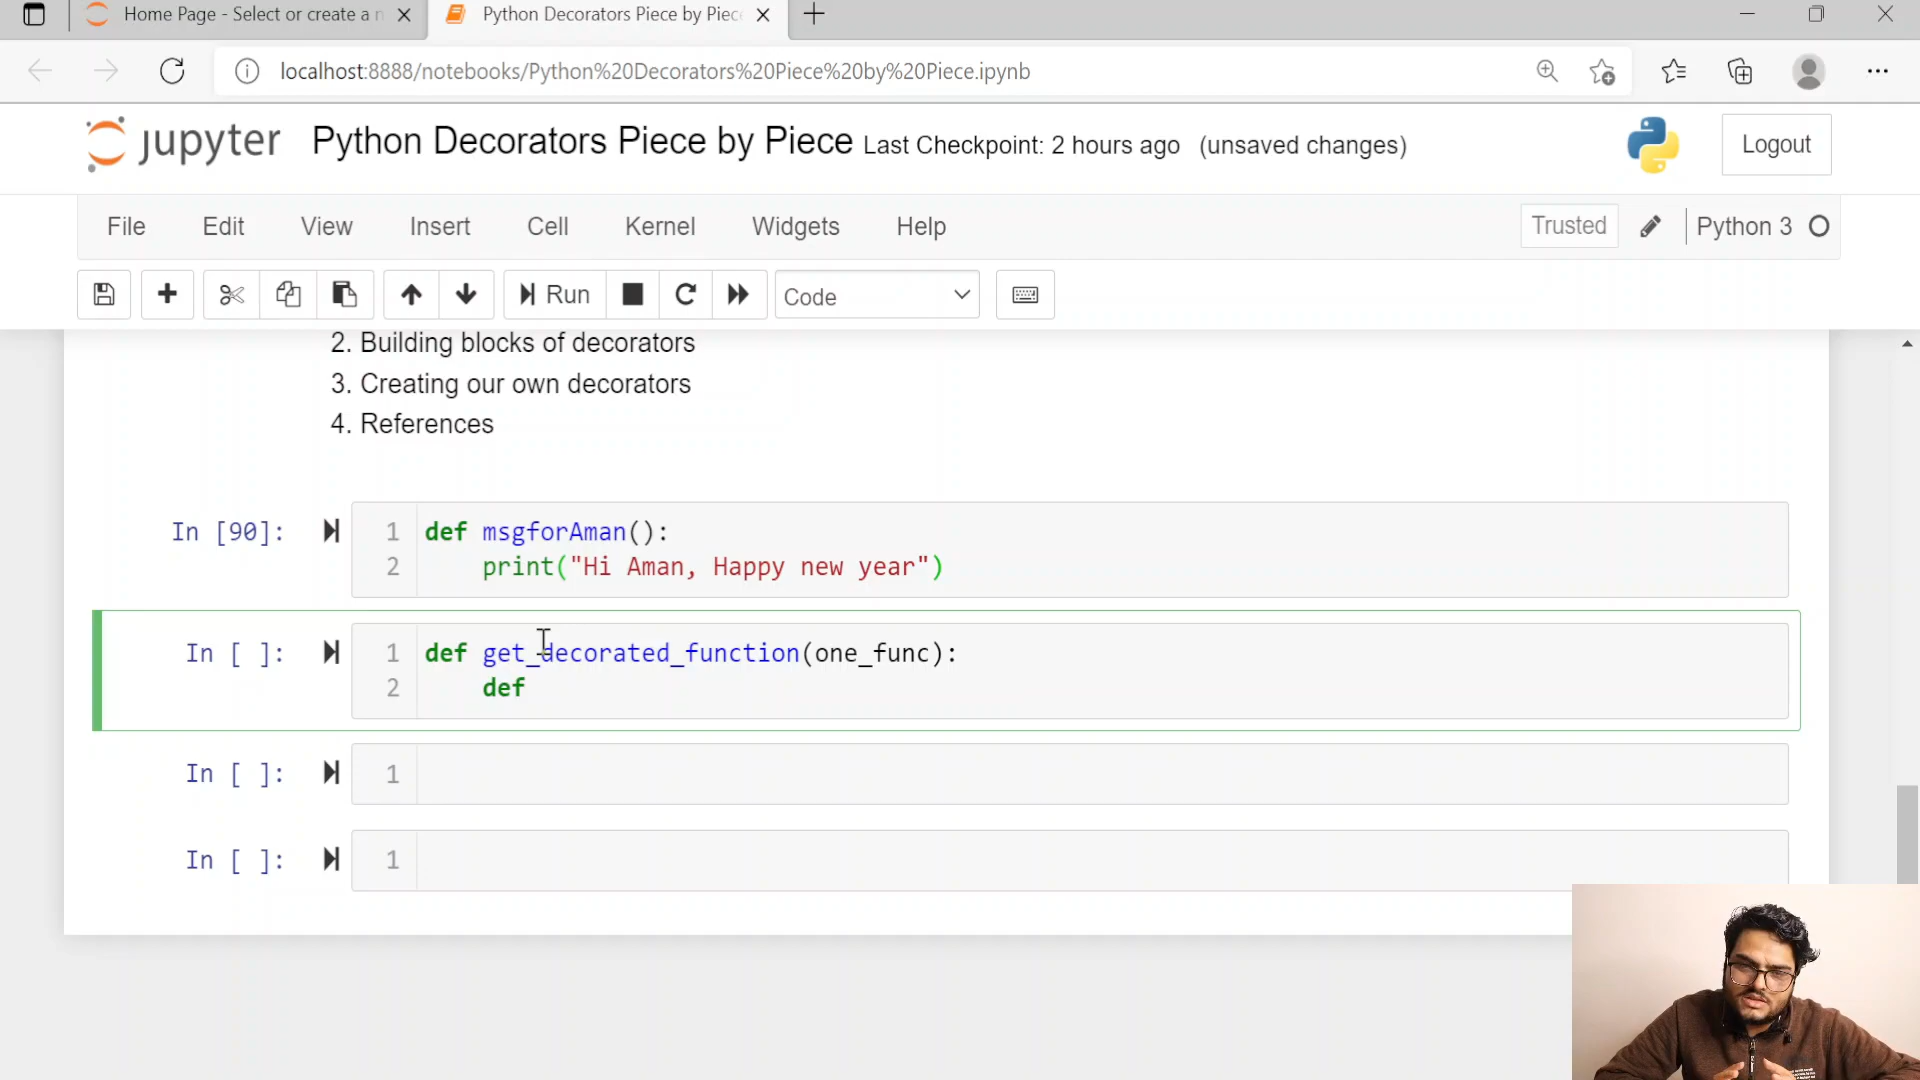 Home Page - Select or create a n
Python Decorators Piece by Piec
localhost:8888/notebooks/Python%20Decorators%20Piece%20by%20Piece.ipynb
jupyter Python Decorators Piece by Piece Last Checkpoint: 2 hours ago (unsaved changes)
Logout
File Edit View Insert Cell Kernel Widgets Help Trusted Python 3
Run Code
2. Building blocks of decorators
3. Creating our own decorators
4. References
In [90]: 1 def msgforAman():
2 print("Hi Aman, Happy new year")
In [ ]: 1 def get_decorated_function(one_func):
2 def
In [ ]: 1
In [ ]: 1